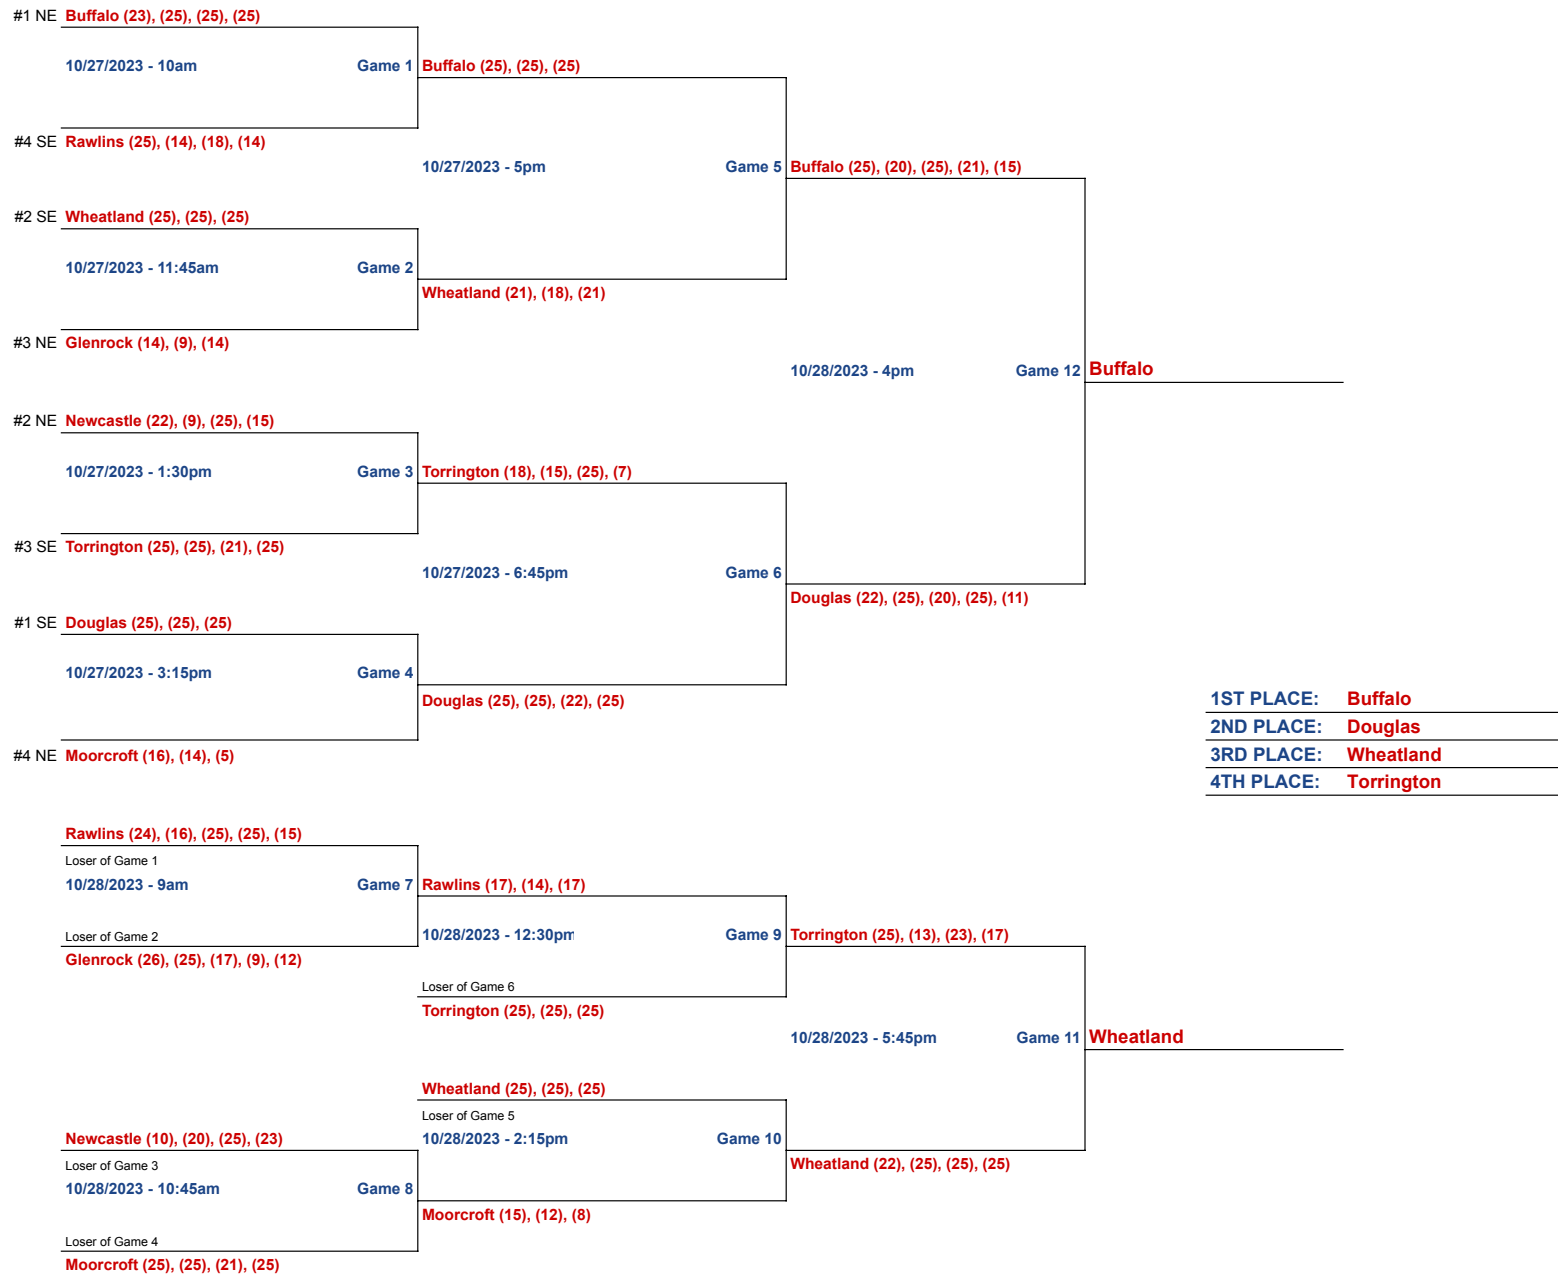 #1 NE Buffalo (23), (25), (25), (25)
10/27/2023 - 10am Game 1 Buffalo (25), (25), (25)
#4 SE Rawlins (25), (14), (18), (14)
10/27/2023 - 5pm Game 5 Buffalo (25), (20), (25), (21), (15)
#2 SE Wheatland (25), (25), (25)
10/27/2023 - 11:45am Game 2
Wheatland (21), (18), (21)
#3 NE Glenrock (14), (9), (14)
10/28/2023 - 4pm Game 12 Buffalo
#2 NE Newcastle (22), (9), (25), (15)
10/27/2023 - 1:30pm Game 3 Torrington (18), (15), (25), (7)
#3 SE Torrington (25), (25), (21), (25)
10/27/2023 - 6:45pm Game 6
Douglas (22), (25), (20), (25), (11)
#1 SE Douglas (25), (25), (25)
10/27/2023 - 3:15pm Game 4
Douglas (25), (25), (22), (25)
1ST PLACE: Buffalo
2ND PLACE: Douglas
#4 NE Moorcroft (16), (14), (5)
3RD PLACE: Wheatland
4TH PLACE: Torrington
Rawlins (24), (16), (25), (25), (15)
Loser of Game 1
10/28/2023 - 9am Game 7 Rawlins (17), (14), (17)
Loser of Game 2
10/28/2023 - 12:30pm Game 9 Torrington (25), (13), (23), (17)
Glenrock (26), (25), (17), (9), (12)
Loser of Game 6
Torrington (25), (25), (25)
10/28/2023 - 5:45pm Game 11 Wheatland
Wheatland (25), (25), (25)
Loser of Game 5
Newcastle (10), (20), (25), (23)
10/28/2023 - 2:15pm Game 10
Loser of Game 3
Wheatland (22), (25), (25), (25)
10/28/2023 - 10:45am Game 8
Moorcroft (15), (12), (8)
Loser of Game 4
Moorcroft (25), (25), (21), (25)